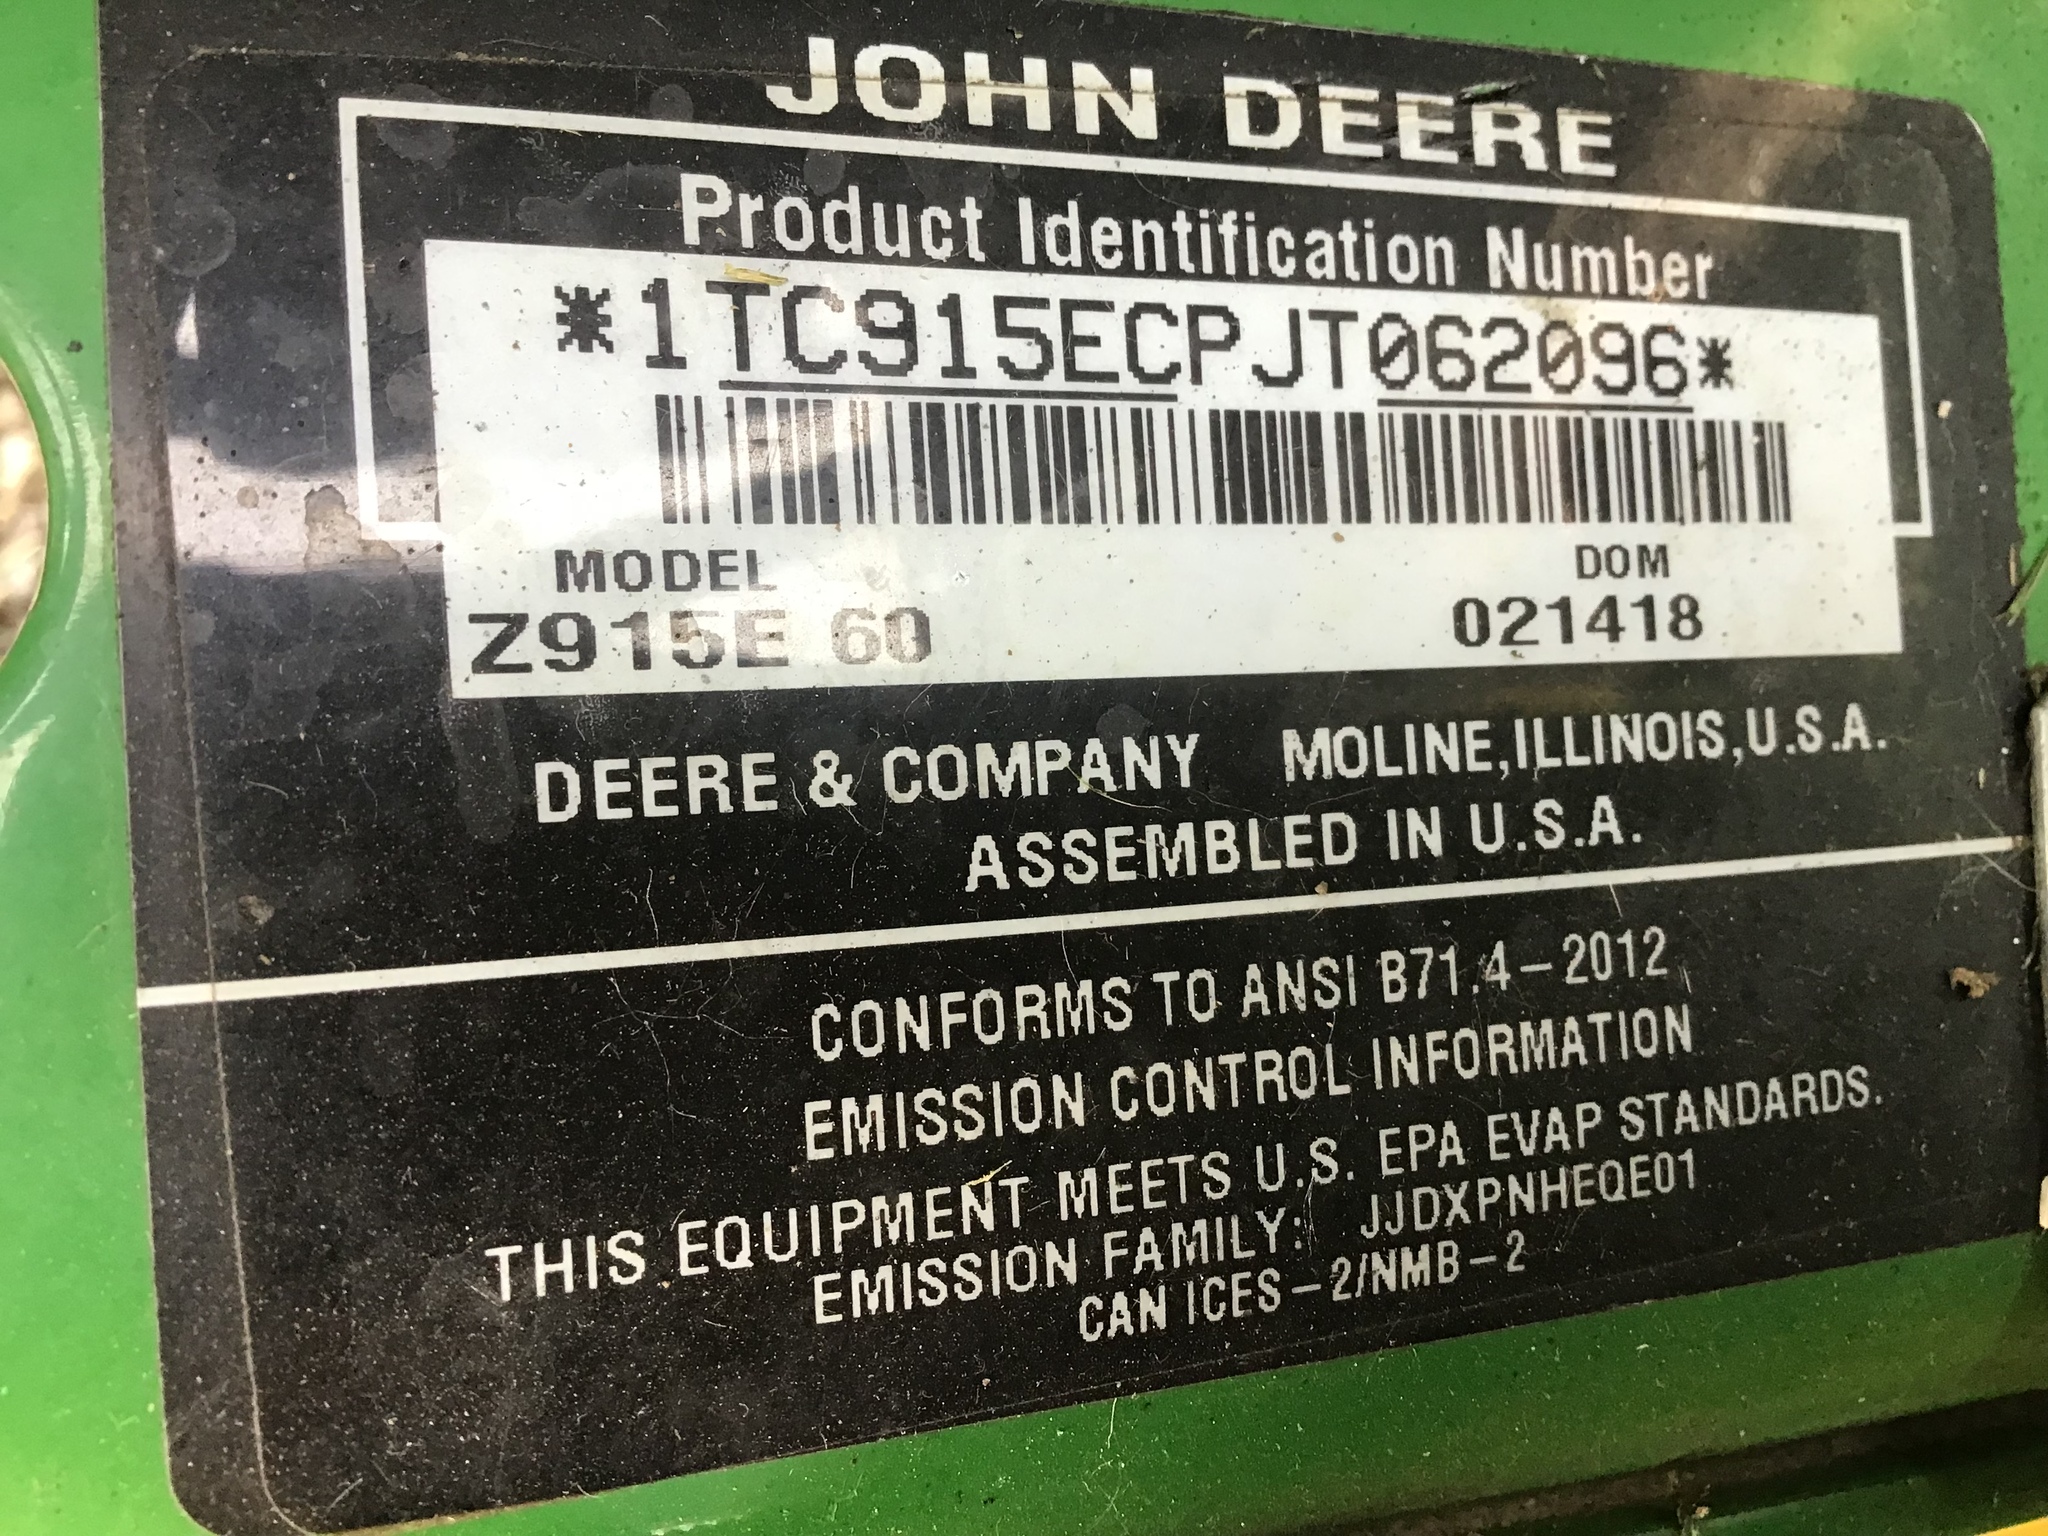 JOHN DEERE
Product Identification Number
*1TC915ECPJT062096*
MODEL DOM
Z915E 60 021418
DEERE & COMPANY MOLINE,ILLINOIS,U.S.A.
ASSEMBLED IN U.S.A.
CONFORMS TO ANSI B71.4-2012
EMISSION CONTROL INFORMATION
THIS EQUIPMENT MEETS U.S. EPA EVAP STANDARDS.
EMISSION FAMILY: JJDXPNHEQE01
CAN ICES-2/NMB-2